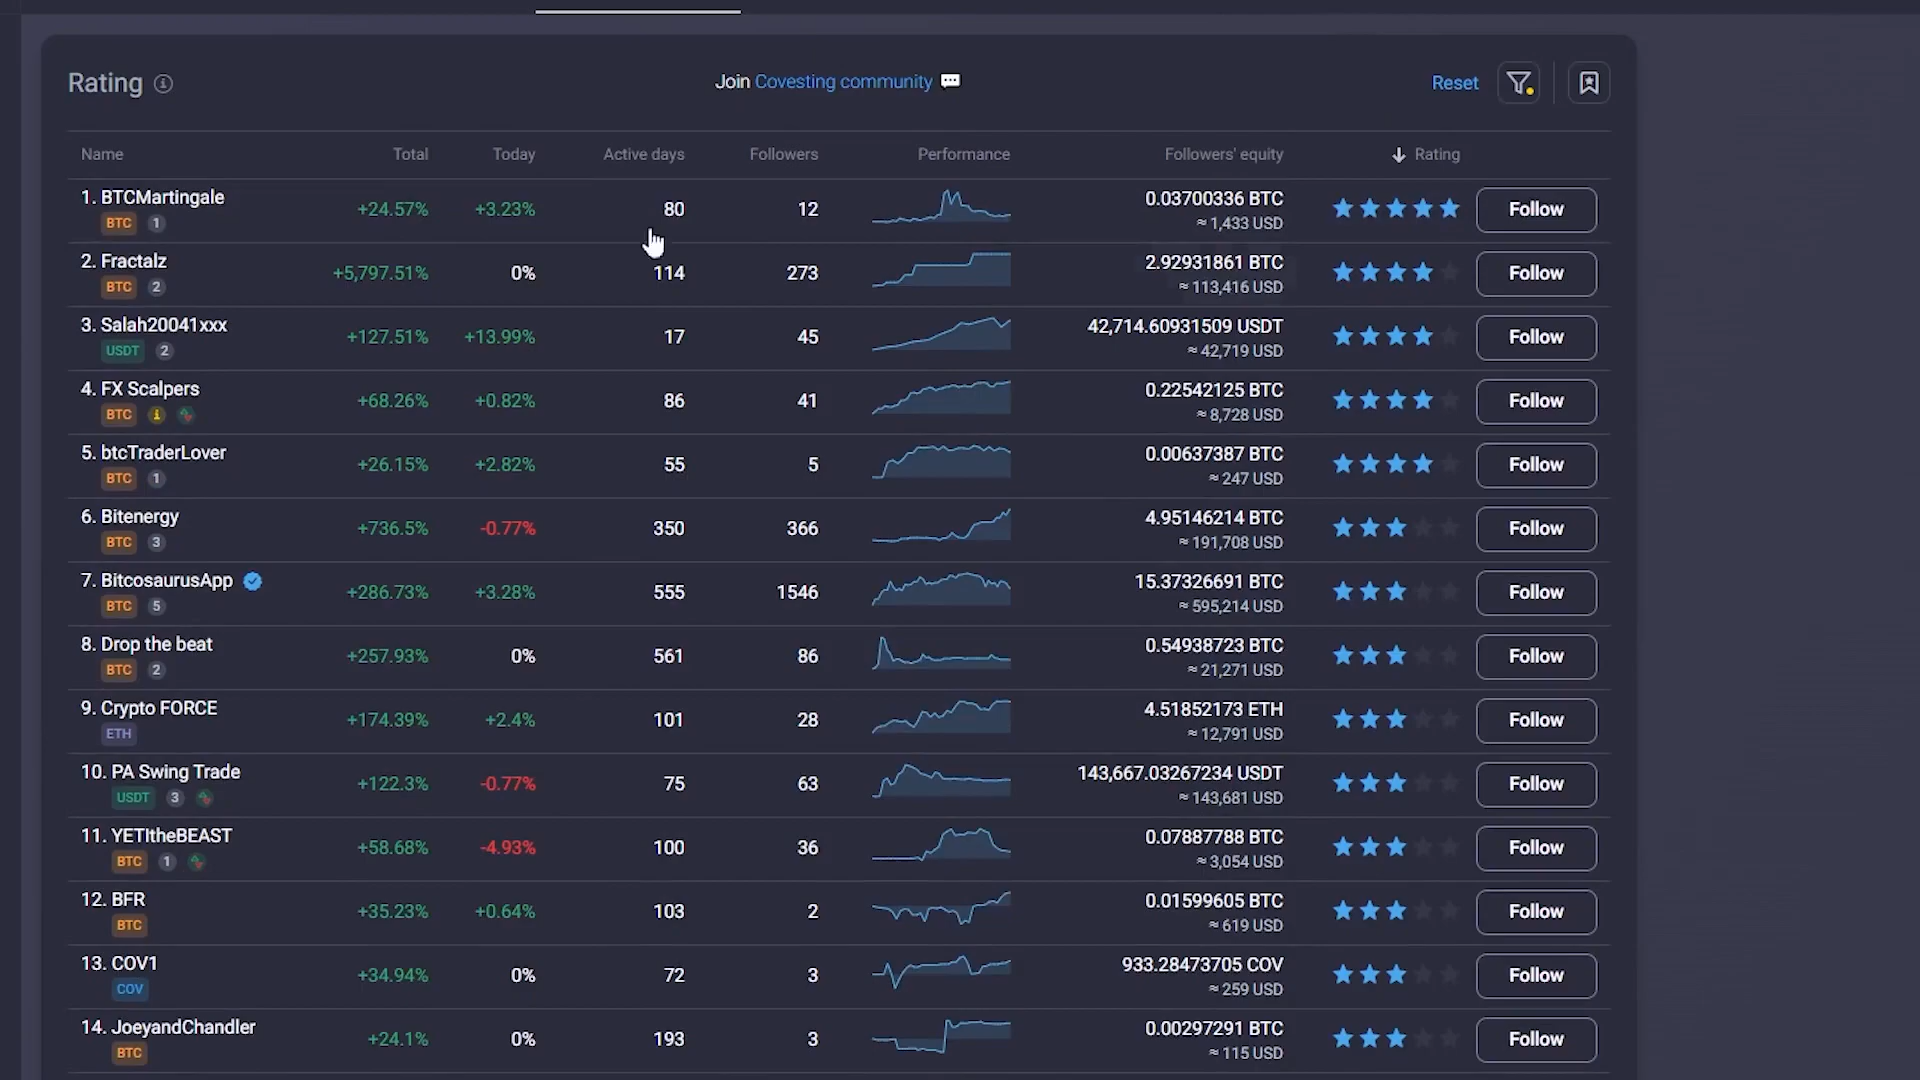 Rating
Join Covesting community
Reset
Name Total Today Active days Followers Performance Followers' equity Rating
1. BTCMartingale +24.57% +3.23% 80 12 0.03700336 BTC Follow
BTC 1 ≈ 1,433 USD
2. Fractalz +5,797.51% 0% 114 273 2.92931861 BTC Follow
BTC 2 ≈ 113,416 USD
3. Salah20041xxx +127.51% +13.99% 17 45 42,714.60931509 USDT Follow
USDT 2 ≈ 42,719 USD
4. FX Scalpers +68.26% +0.82% 86 41 0.22542125 BTC Follow
BTC ≈ 8,728 USD
5. btcTraderLover +26.15% +2.82% 55 5 0.00637387 BTC Follow
BTC 1 ≈ 247 USD
6. Bitenergy +736.5% -0.77% 350 366 4.95146214 BTC Follow
BTC 3 ≈ 191,708 USD
7. BitcosaurusApp +286.73% +3.28% 555 1546 15.37326691 BTC Follow
BTC 5 ≈ 595,214 USD
8. Drop the beat +257.93% 0% 561 86 0.54938723 BTC Follow
BTC 2 ≈ 21,271 USD
9. Crypto FORCE +174.39% +2.4% 101 28 4.51852173 ETH Follow
ETH ≈ 12,791 USD
10. PA Swing Trade +122.3% -0.77% 75 63 143,667.03267234 USDT Follow
USDT 3 ≈ 143,681 USD
11. YETItheBEAST +58.68% -4.93% 100 36 0.07887788 BTC Follow
BTC 1 ≈ 3,054 USD
12. BFR +35.23% +0.64% 103 2 0.01599605 BTC Follow
BTC ≈ 619 USD
13. COV1 +34.94% 0% 72 3 933.28473705 COV Follow
COV ≈ 259 USD
14. JoeyandChandler +24.1% 0% 193 3 0.00297291 BTC Follow
BTC ≈ 115 USD